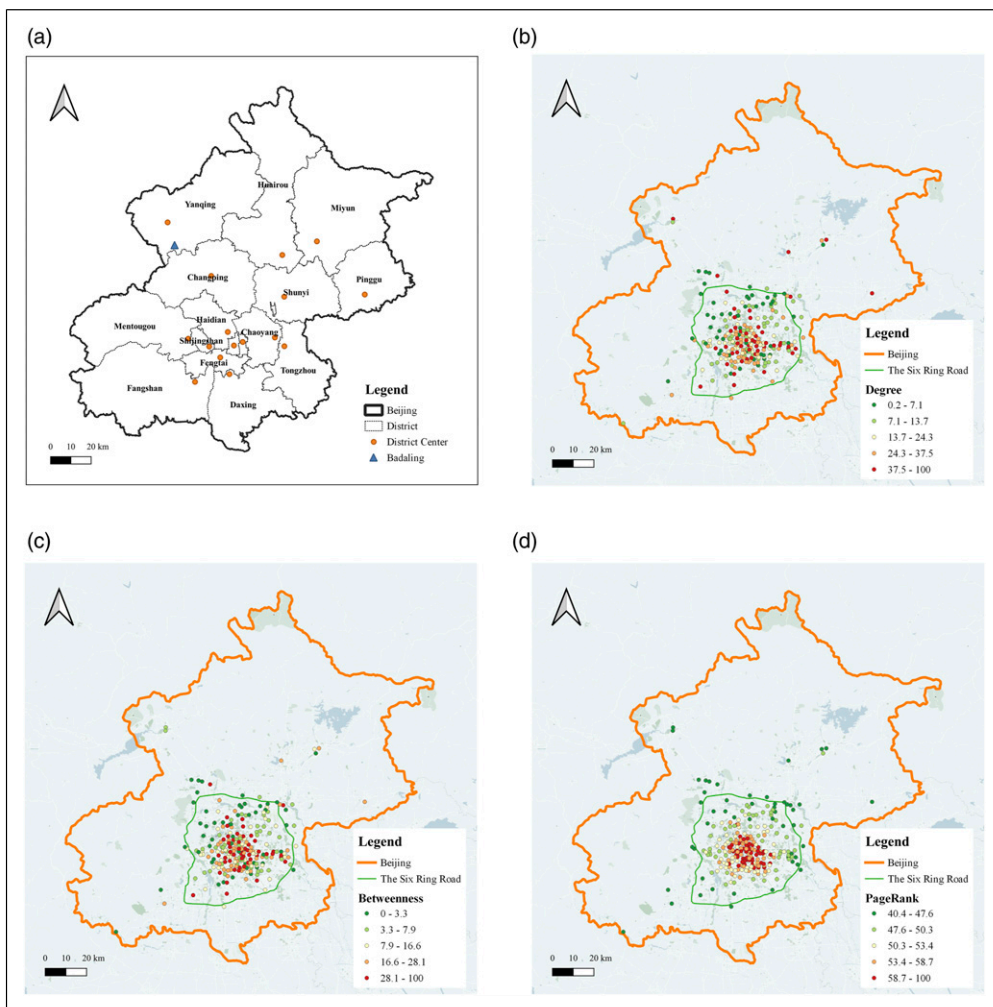 (a)
Huairou
Yanqing
Miyun
Changping
Pinggu
Shunyi
Mentougou
Haidian
Chaoyang
Shijingshan
Fengtai
Tongzhou
Fangshan
Daxing
Legend
Beijing
District
District Center
Badaling
0 10 20 km
(b)
Legend
Beijing
The Six Ring Road
Degree
0.2 - 7.1
7.1 - 13.7
13.7 - 24.3
24.3 - 37.5
37.5 - 100
0 10 20 km
(c)
Legend
Beijing
The Six Ring Road
Betweenness
0 - 3.3
3.3 - 7.9
7.9 - 16.6
16.6 - 28.1
28.1 - 100
0 10 20 km
(d)
Legend
Beijing
The Six Ring Road
PageRank
40.4 - 47.6
47.6 - 50.3
50.3 - 53.4
53.4 - 58.7
58.7 - 100
0 10 20 km